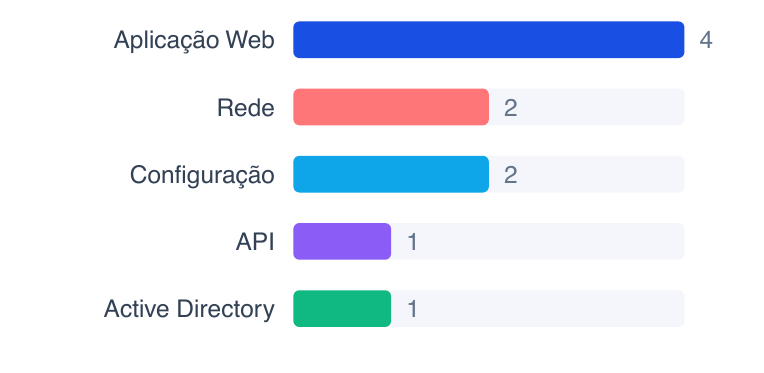 Aplicação Web 4
Rede 2
Configuração 2
API 1
Active Directory 1